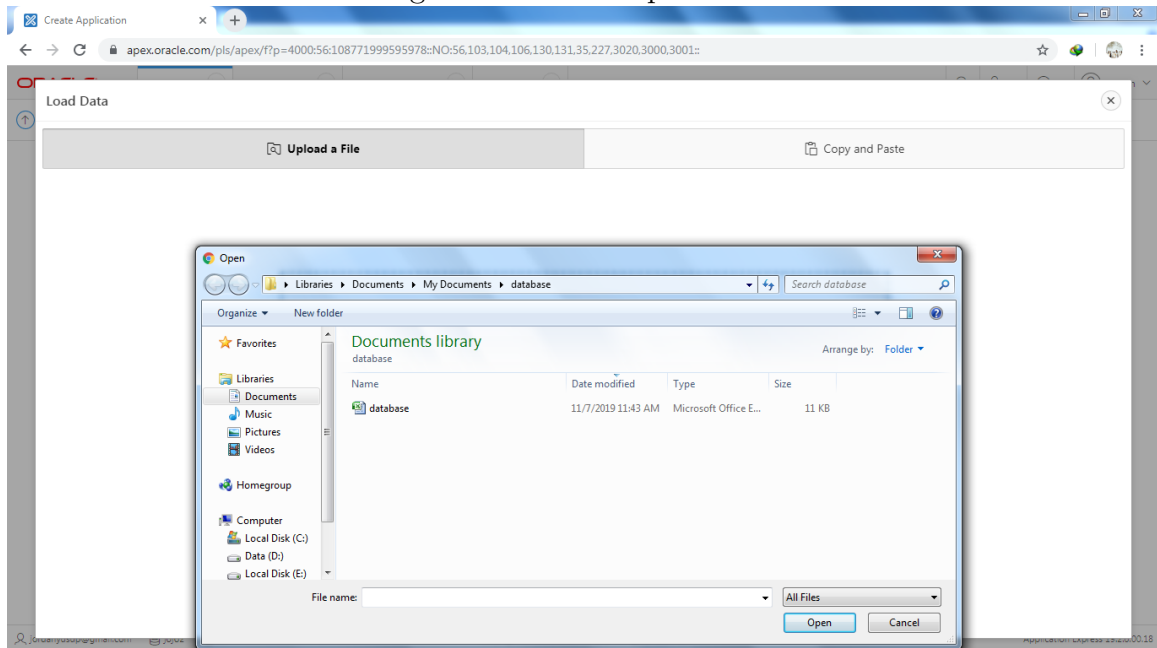 Create Application
apex.oracle.com/pls/apex/f?p=4000:56:108771999595978::NO:56,103,104,106,130,131,35,227,3020,3000,3001::
Load Data
Upload a File
Copy and Paste
Open
Libraries ▸ Documents ▸ My Documents ▸ database
Search database
Organize
New folder
Favorites
Libraries
Documents
Music
Pictures
Videos
Homegroup
Computer
Local Disk (C:)
Data (D:)
Local Disk (E:)
Documents library
database
Arrange by: Folder
Name Date modified Type Size
database 11/7/2019 11:43 AM Microsoft Office E... 11 KB
File name:
All Files
Open
Cancel